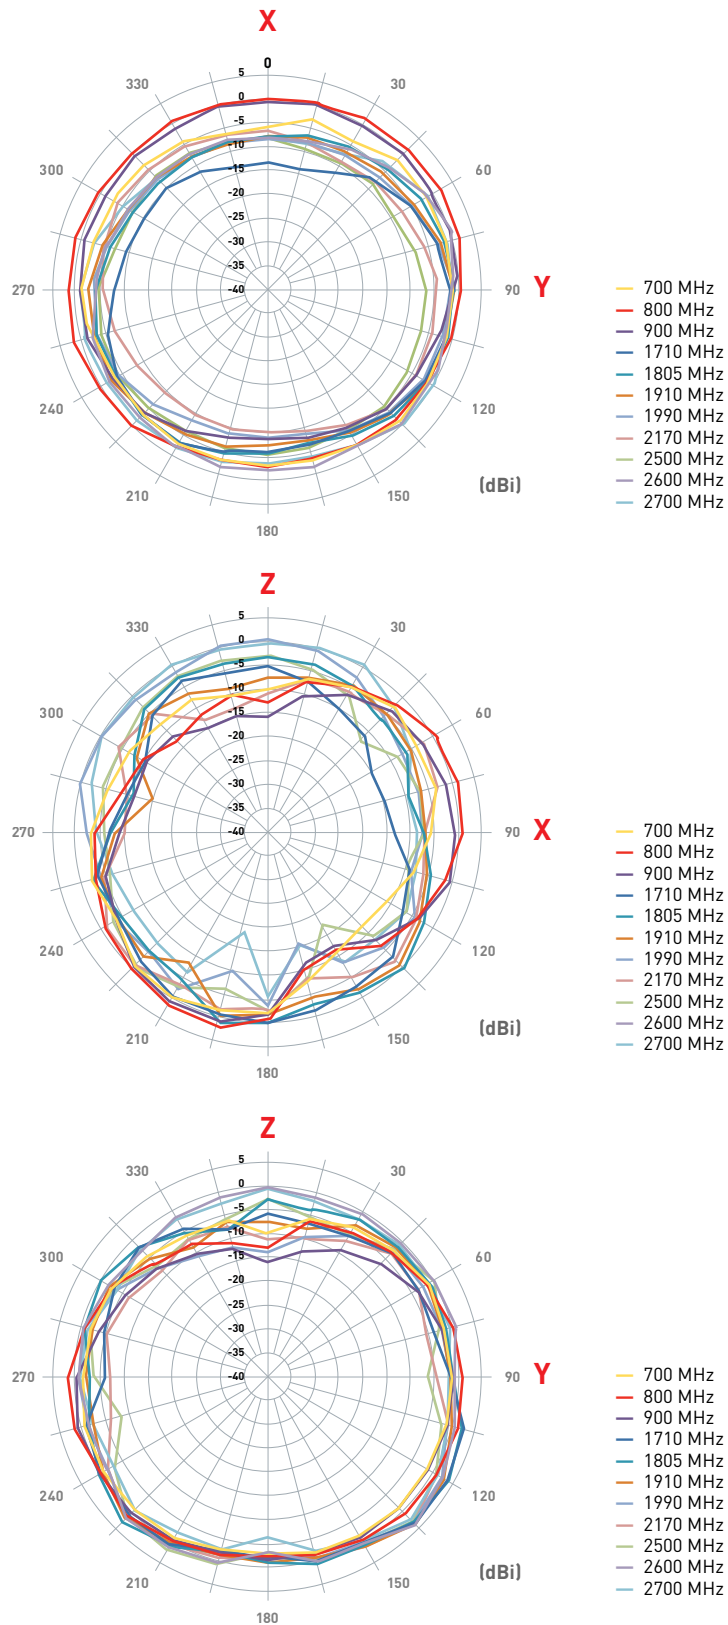 X
0
330
30
5
0
-5
-10
-15
-20
-25
-30
-35
-40
300
60
270
90
Y
240
120
210
150
180
(dBi)
700 MHz
800 MHz
900 MHz
1710 MHz
1805 MHz
1910 MHz
1990 MHz
2170 MHz
2500 MHz
2600 MHz
2700 MHz
Z
330
30
5
0
-5
-10
-15
-20
-25
-30
-35
-40
300
60
270
90
X
240
120
210
150
180
(dBi)
700 MHz
800 MHz
900 MHz
1710 MHz
1805 MHz
1910 MHz
1990 MHz
2170 MHz
2500 MHz
2600 MHz
2700 MHz
Z
330
30
5
0
-5
-10
-15
-20
-25
-30
-35
-40
300
60
270
90
Y
240
120
210
150
180
(dBi)
700 MHz
800 MHz
900 MHz
1710 MHz
1805 MHz
1910 MHz
1990 MHz
2170 MHz
2500 MHz
2600 MHz
2700 MHz